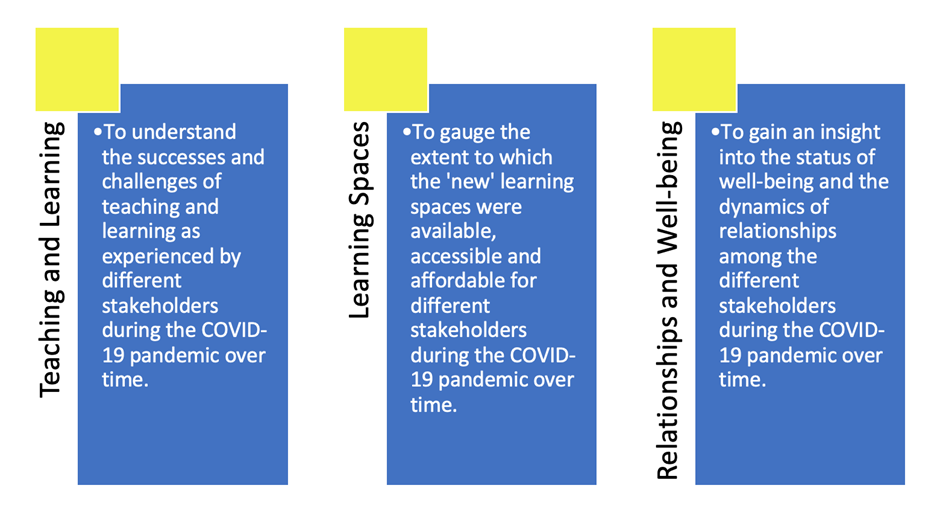 Teaching and Learning
•To understand
the successes and
challenges of
teaching and
learning as
experienced by
different
stakeholders
during the COVID-
19 pandemic over
time.
Learning Spaces
•To gauge the
extent to which
the 'new' learning
spaces were
available,
accessible and
affordable for
different
stakeholders
during the COVID-
19 pandemic over
time.
Relationships and Well-being
•To gain an insight
into the status of
well-being and the
dynamics of
relationships
among the
different
stakeholders
during the COVID-
19 pandemic over
time.